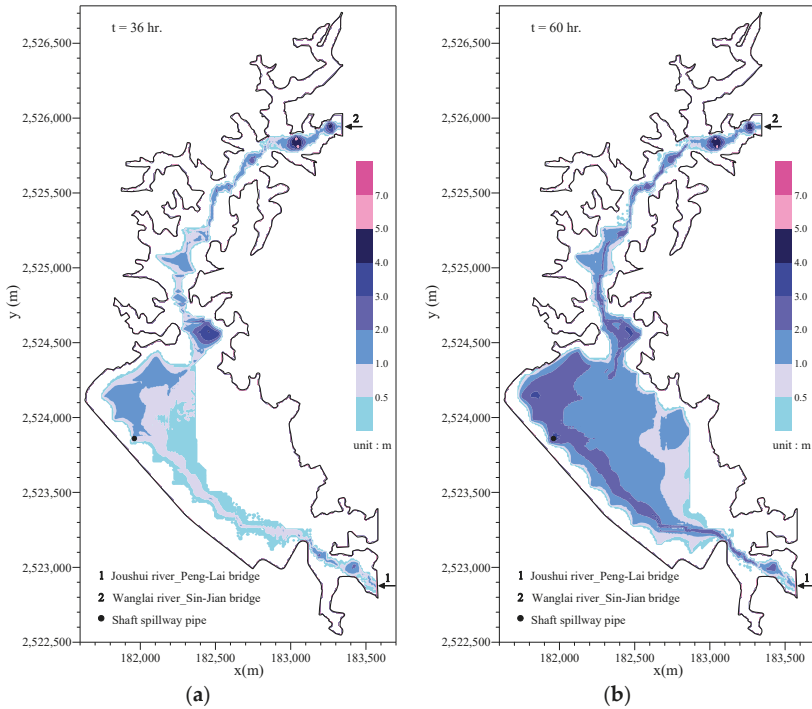 t = 36 hr.
2,526,500
2,526,000
2,525,500
2,525,000
2,524,500
2,524,000
2,523,500
2,523,000
2,522,500
y (m)
2
7.0
5.0
4.0
3.0
2.0
1.0
0.5
unit : m
1
1 Joushui river_Peng-Lai bridge
2 Wanglai river_Sin-Jian bridge
Shaft spillway pipe
182,000 182,500 183,000 183,500
x(m)
(a)
t = 60 hr.
2,526,500
2,526,000
2,525,500
2,525,000
2,524,500
2,524,000
2,523,500
2,523,000
2,522,500
y (m)
2
7.0
5.0
4.0
3.0
2.0
1.0
0.5
unit : m
1
1 Joushui river_Peng-Lai bridge
2 Wanglai river_Sin-Jian bridge
Shaft spillway pipe
182,000 182,500 183,000 183,500
x(m)
(b)